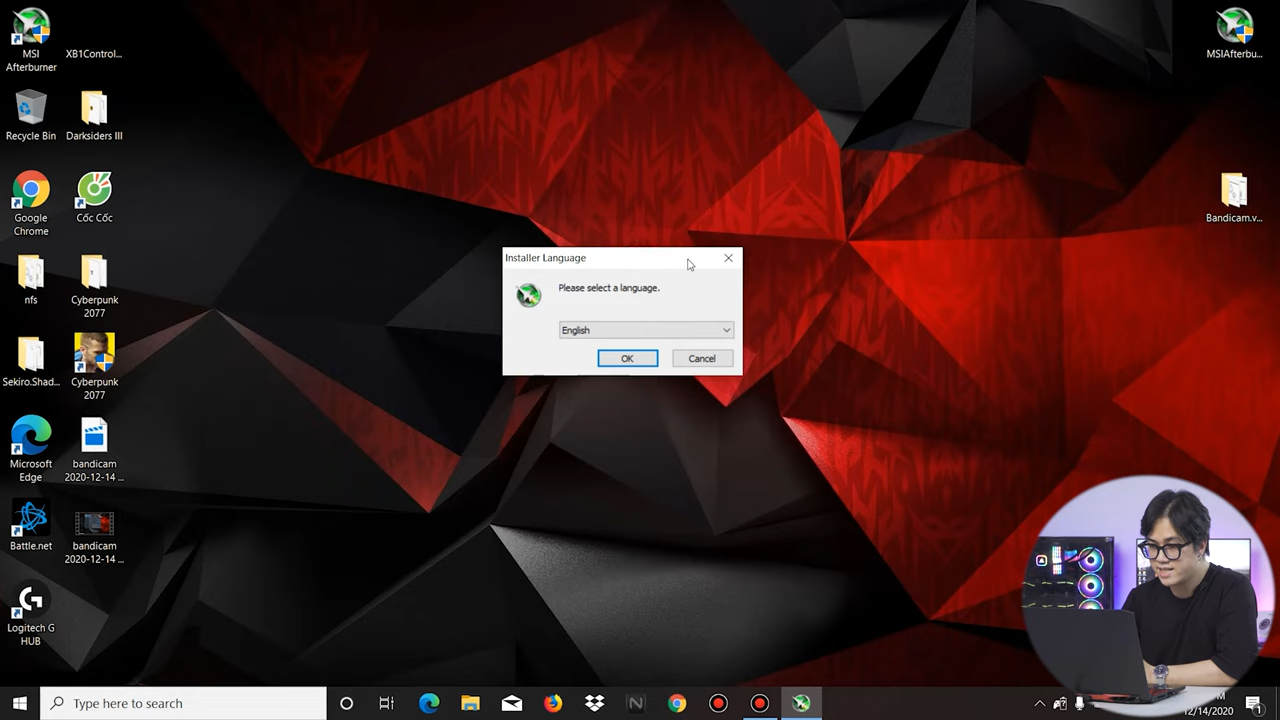 MSI
Afterburner
XB1Control...
MSIAfterbu...
Recycle Bin
Darksiders III
Google
Chrome
Cốc Cốc
Bandicam.v...
Installer Language
Please select a language.
English
OK
Cancel
nfs
Cyberpunk
2077
Sekiro.Shad...
Cyberpunk
2077
Microsoft
Edge
bandicam
2020-12-14 ...
Battle.net
bandicam
2020-12-14 ...
Logitech G
HUB
Type here to search
12/14/2020
1